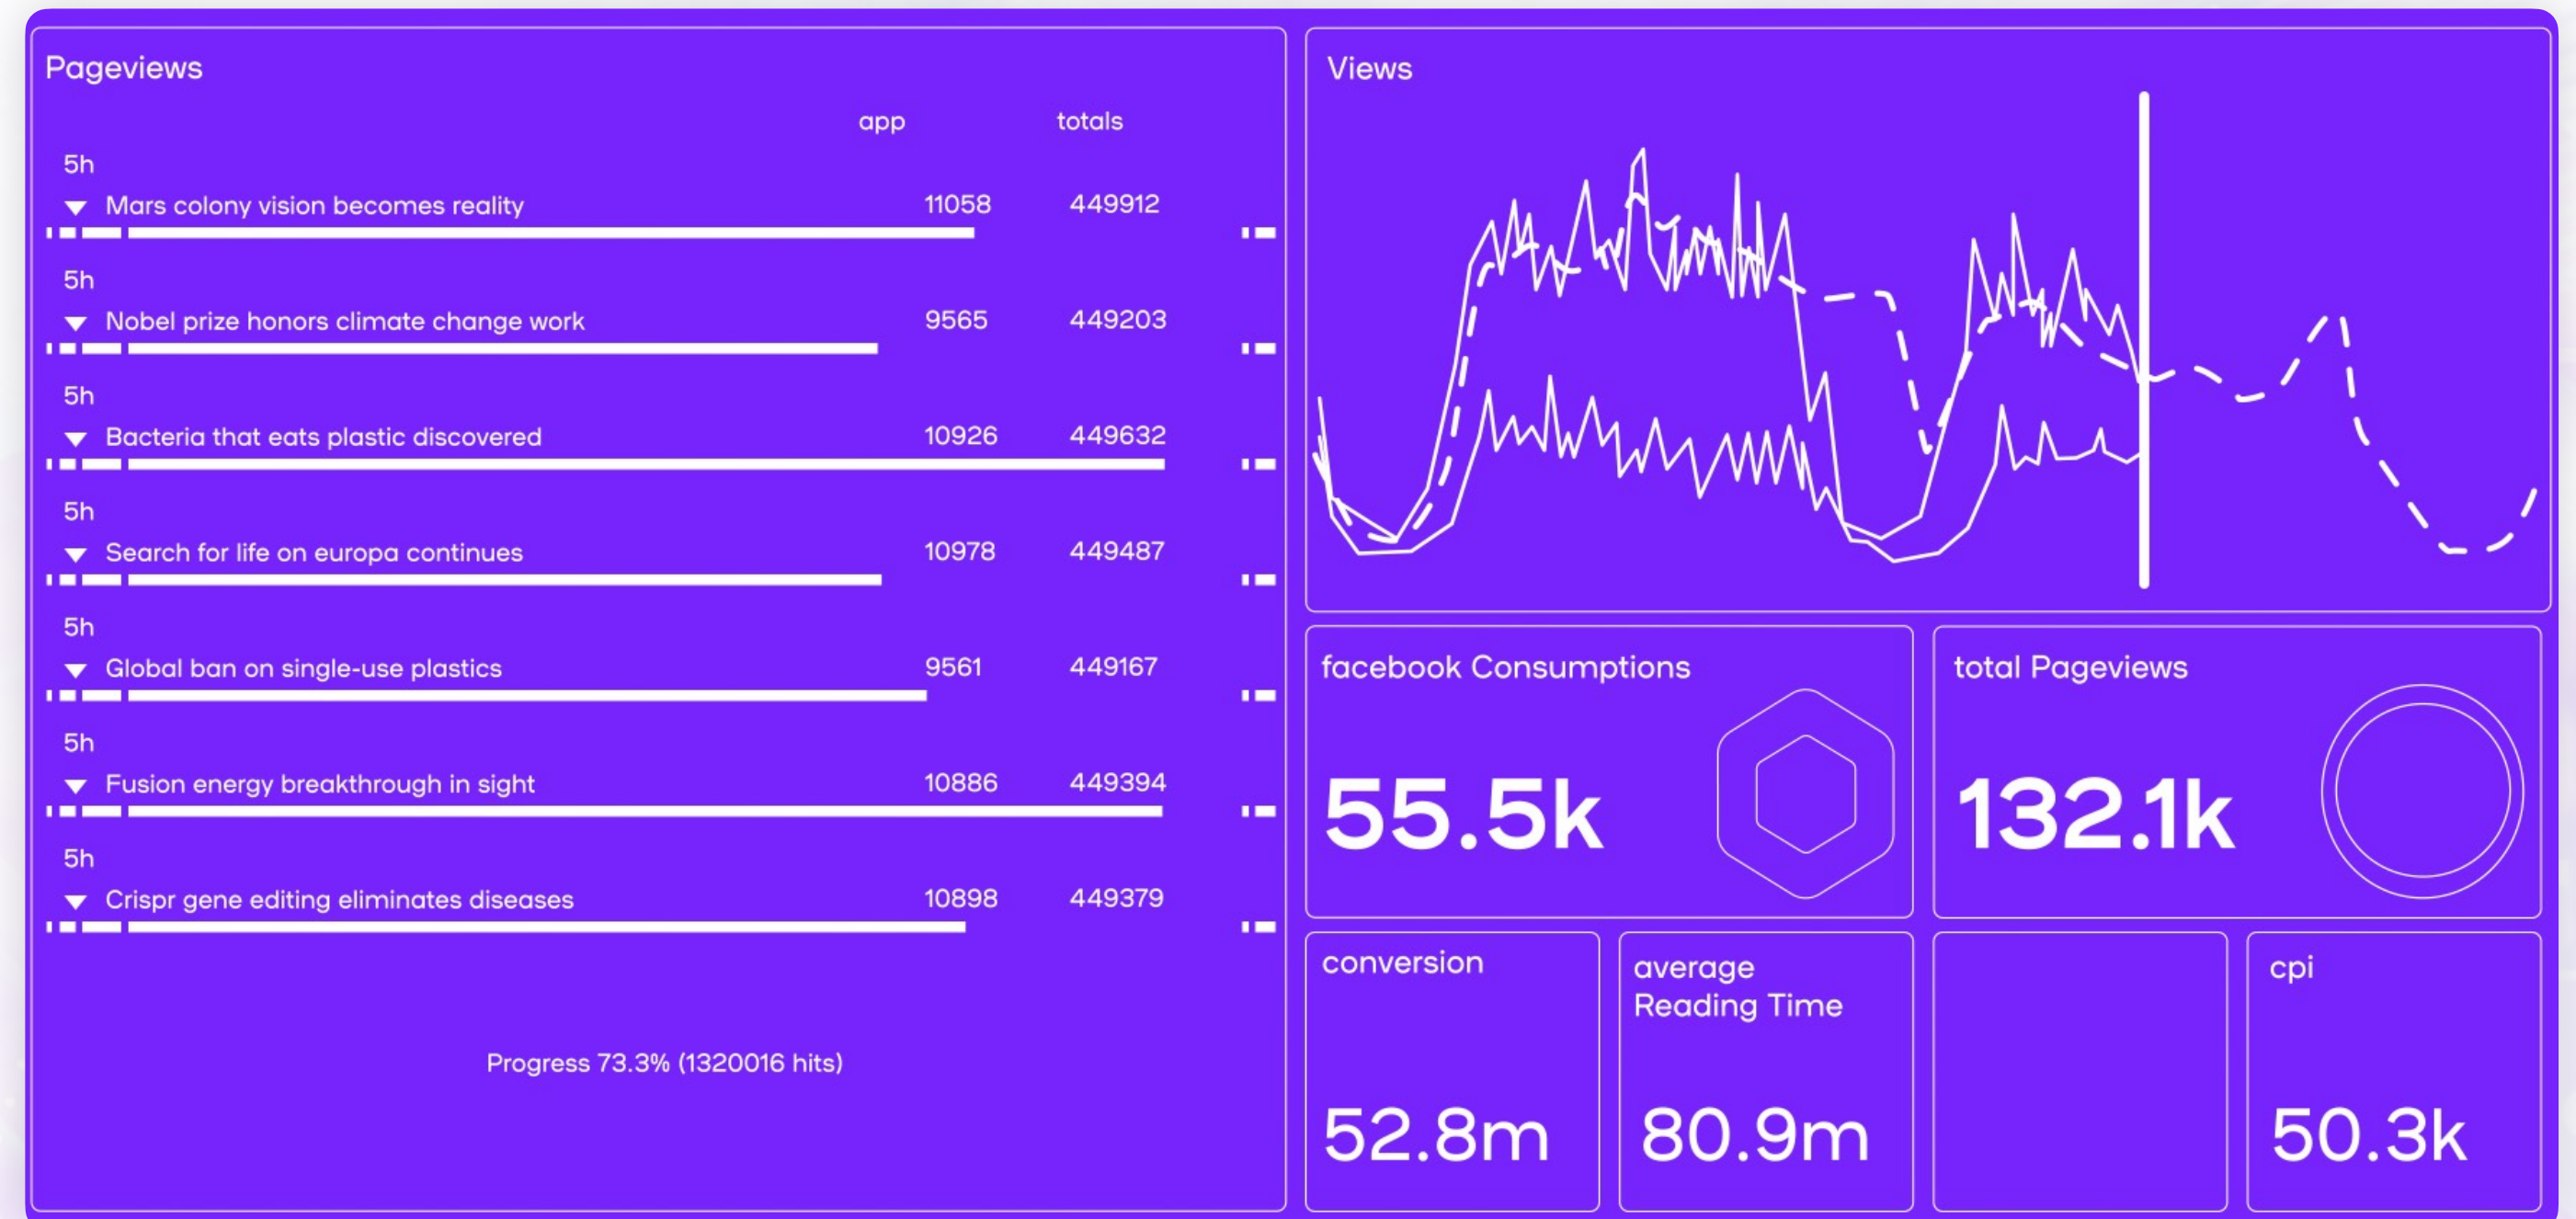 Pageviews
app totals
5h
Mars colony vision becomes reality 11058 449912
5h
Nobel prize honors climate change work 9565 449203
5h
Bacteria that eats plastic discovered 10926 449632
5h
Search for life on europa continues 10978 449487
5h
Global ban on single-use plastics 9561 449167
5h
Fusion energy breakthrough in sight 10886 449394
5h
Crispr gene editing eliminates diseases 10898 449379
Progress 73.3% (1320016 hits)
Views
facebook Consumptions
55.5k
total Pageviews
132.1k
conversion
52.8m
average
Reading Time
80.9m
cpi
50.3k